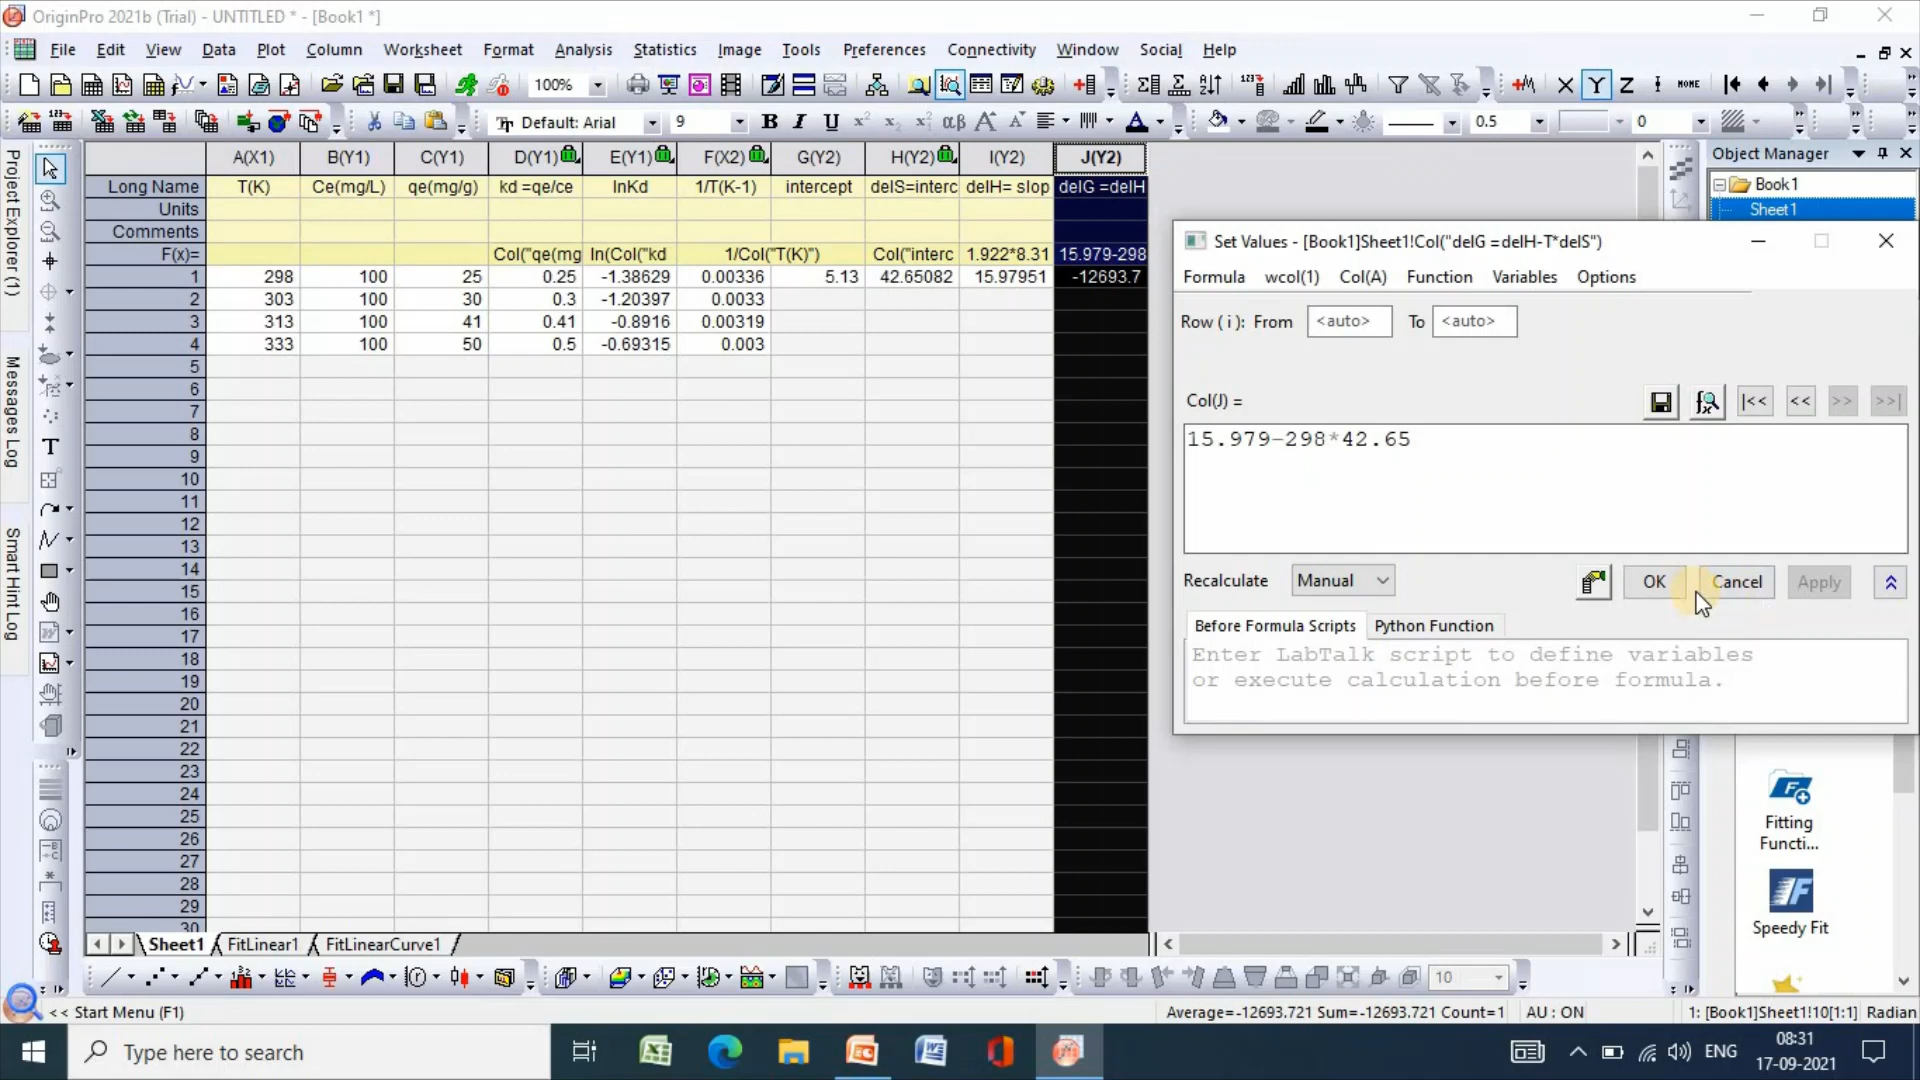 OriginPro 2021b (Trial) - UNTITLED * - [Book1 *]
File Edit View Data Plot Column Worksheet Format Analysis Statistics Image Tools Preferences Connectivity Window Social Help
100%
Default: Arial 9 B I U αβ A A A 0.5 0
Project Explorer (1)
Messages Log
Smart Hint Log
A(X1) B(Y1) C(Y1) D(Y1) E(Y1) F(X2) G(Y2) H(Y2) I(Y2) J(Y2)
Long Name T(K) Ce(mg/L) qe(mg/g) kd =qe/ce lnKd 1/T(K-1) intercept delS=interc delH= slop delG =delH
Units
Comments
F(x)= Col("qe(mg ln(Col("kd 1/Col("T(K)") Col("interc 1.922*8.31 15.979-298
1 298 100 25 0.25 -1.38629 0.00336 5.13 42.65082 15.97951 -12693.7
2 303 100 30 0.3 -1.20397 0.0033
3 313 100 41 0.41 -0.8916 0.00319
4 333 100 50 0.5 -0.69315 0.003
5
6
7
8
9
10
11
12
13
14
15
16
17
18
19
20
21
22
23
24
25
26
27
28
29
30
Sheet1 FitLinear1 FitLinearCurve1
Object Manager
Book1
Sheet1
Set Values - [Book1]Sheet1!Col("delG =delH-T*delS")
Formula wcol(1) Col(A) Function Variables Options
Row ( i ): From <auto> To <auto>
Col(J) =
|<< << >> >>|
15.979-298*42.65
Recalculate Manual OK Cancel Apply
Before Formula Scripts Python Function
Enter LabTalk script to define variables
or execute calculation before formula.
Fitting
Functi...
Speedy Fit
10
<< Start Menu (F1) Average=-12693.721 Sum=-12693.721 Count=1 AU : ON 1: [Book1]Sheet1!10[1:1] Radian
Type here to search
ENG
08:31
17-09-2021